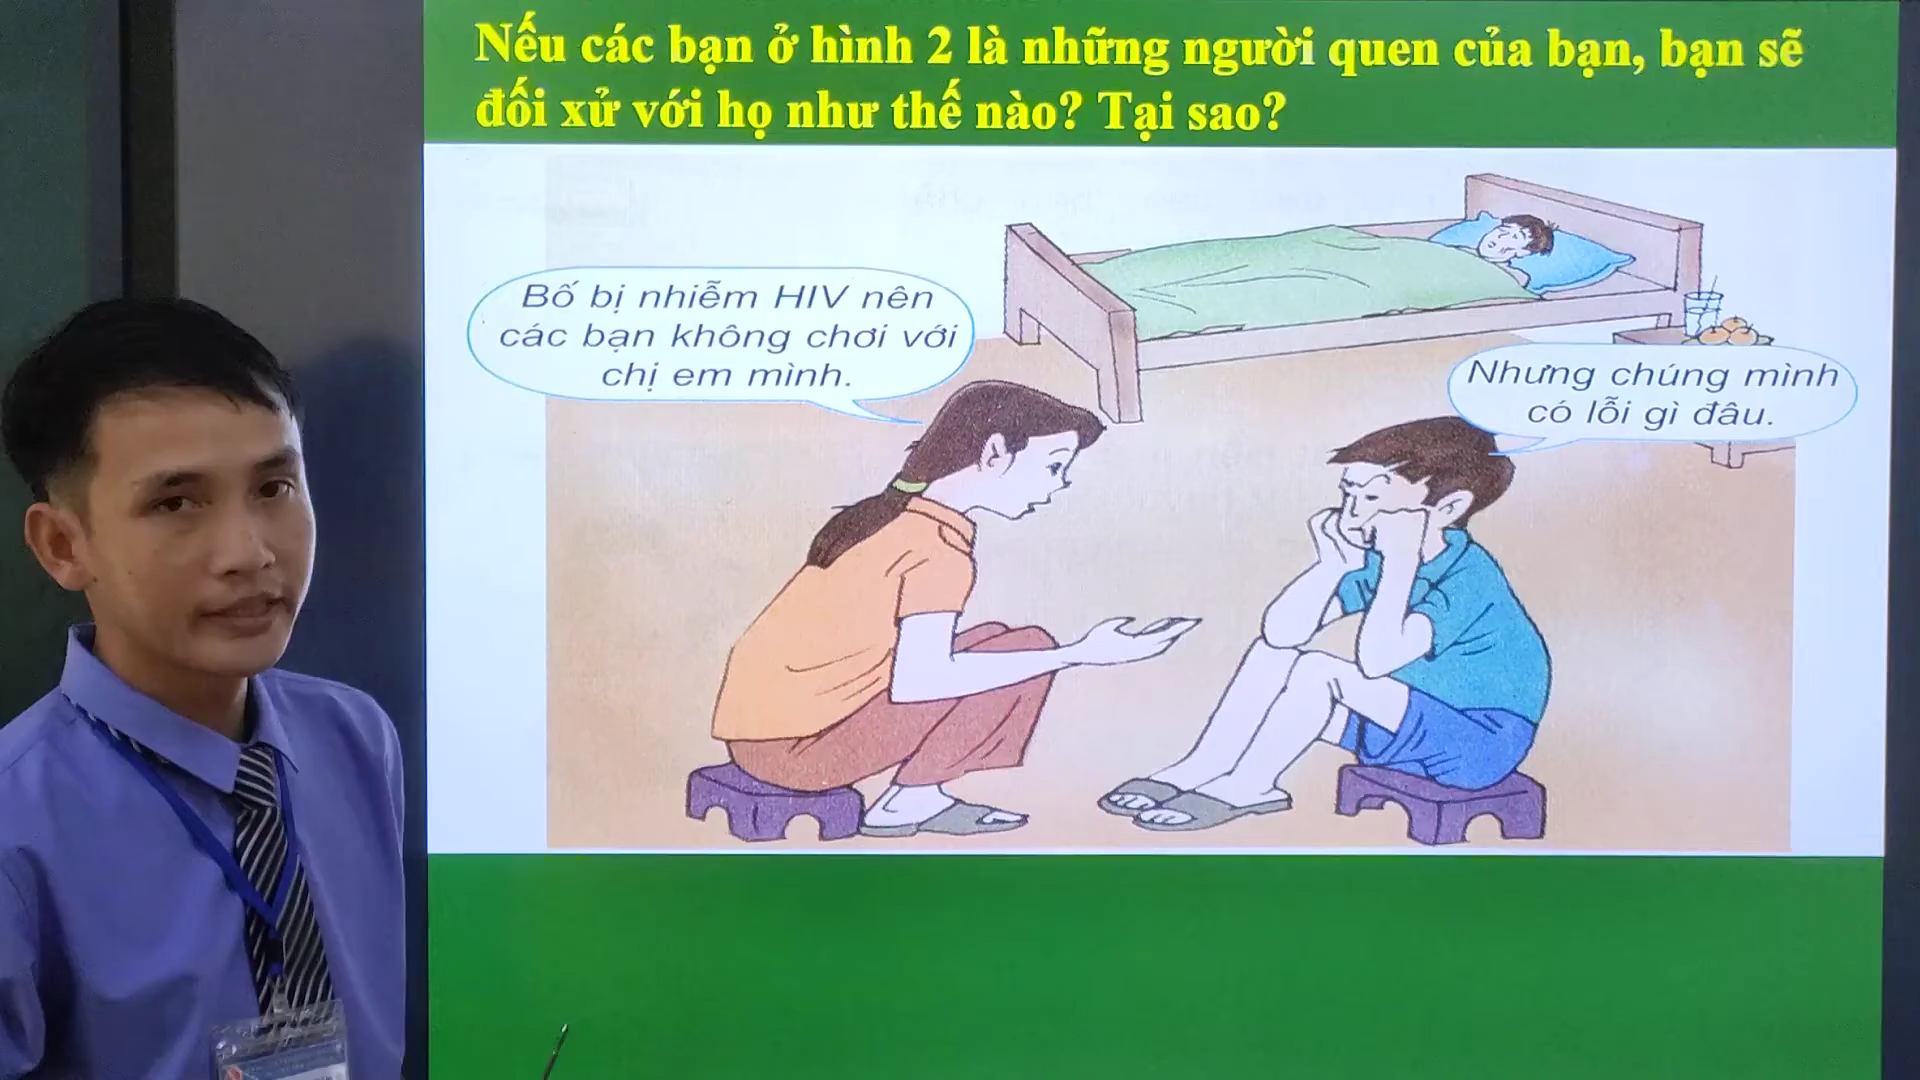 Nếu các bạn ở hình 2 là những người quen của bạn, bạn sẽ
đối xử với họ như thế nào? Tại sao?
Bố bị nhiễm HIV nên
các bạn không chơi với
chị em mình.
Nhưng chúng mình
có lỗi gì đâu.